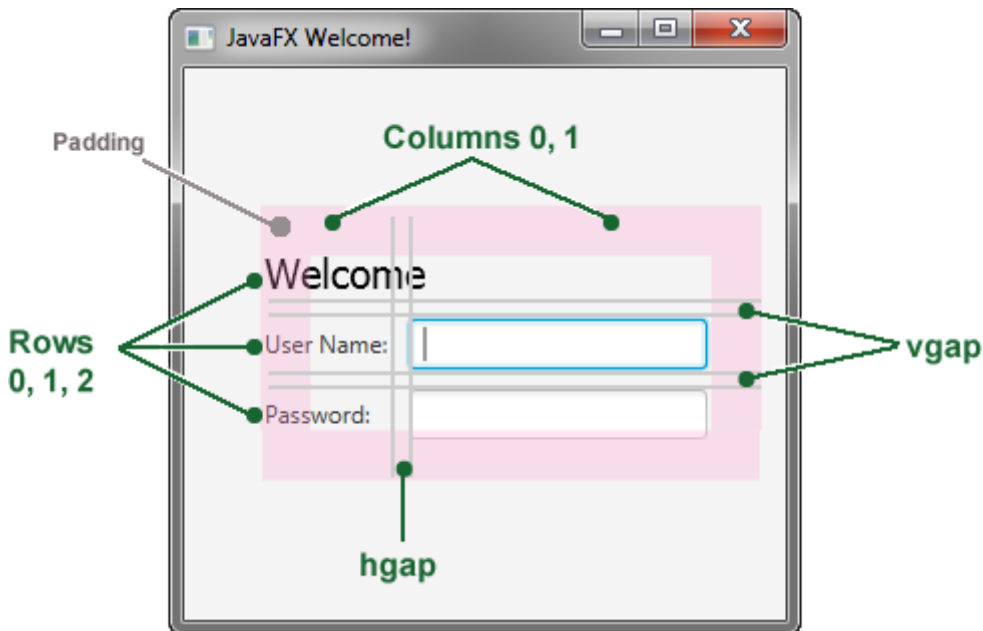 JavaFX Welcome!
Columns 0, 1
Padding
Welcome
Rows
0, 1, 2
User Name:
vgap
Password:
hgap